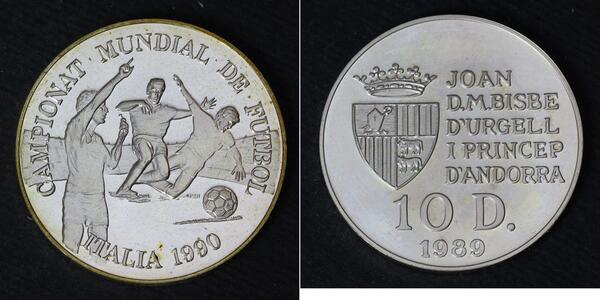 CAMPIONAT · MUNDIAL · DE · FUTBOL
ITALIA 1990
JOAN
D.M.BISBE
D'URGELL
I PRINCEP
D'ANDORRA
10 D.
1989